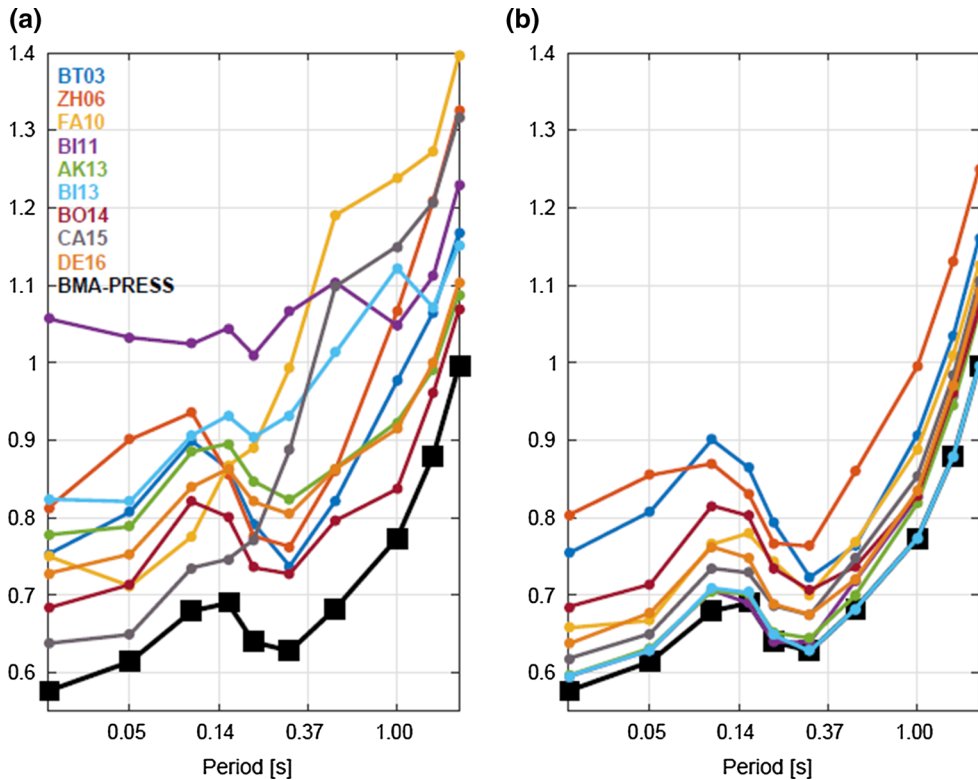 (a)
(b)
1.4
1.3
1.2
1.1
1
0.9
0.8
0.7
0.6
BT03
ZH06
FA10
BI11
AK13
BI13
BO14
CA15
DE16
BMA-PRESS
0.05
0.14
0.37
1.00
Period [s]
1.4
1.3
1.2
1.1
1
0.9
0.8
0.7
0.6
0.05
0.14
0.37
1.00
Period [s]